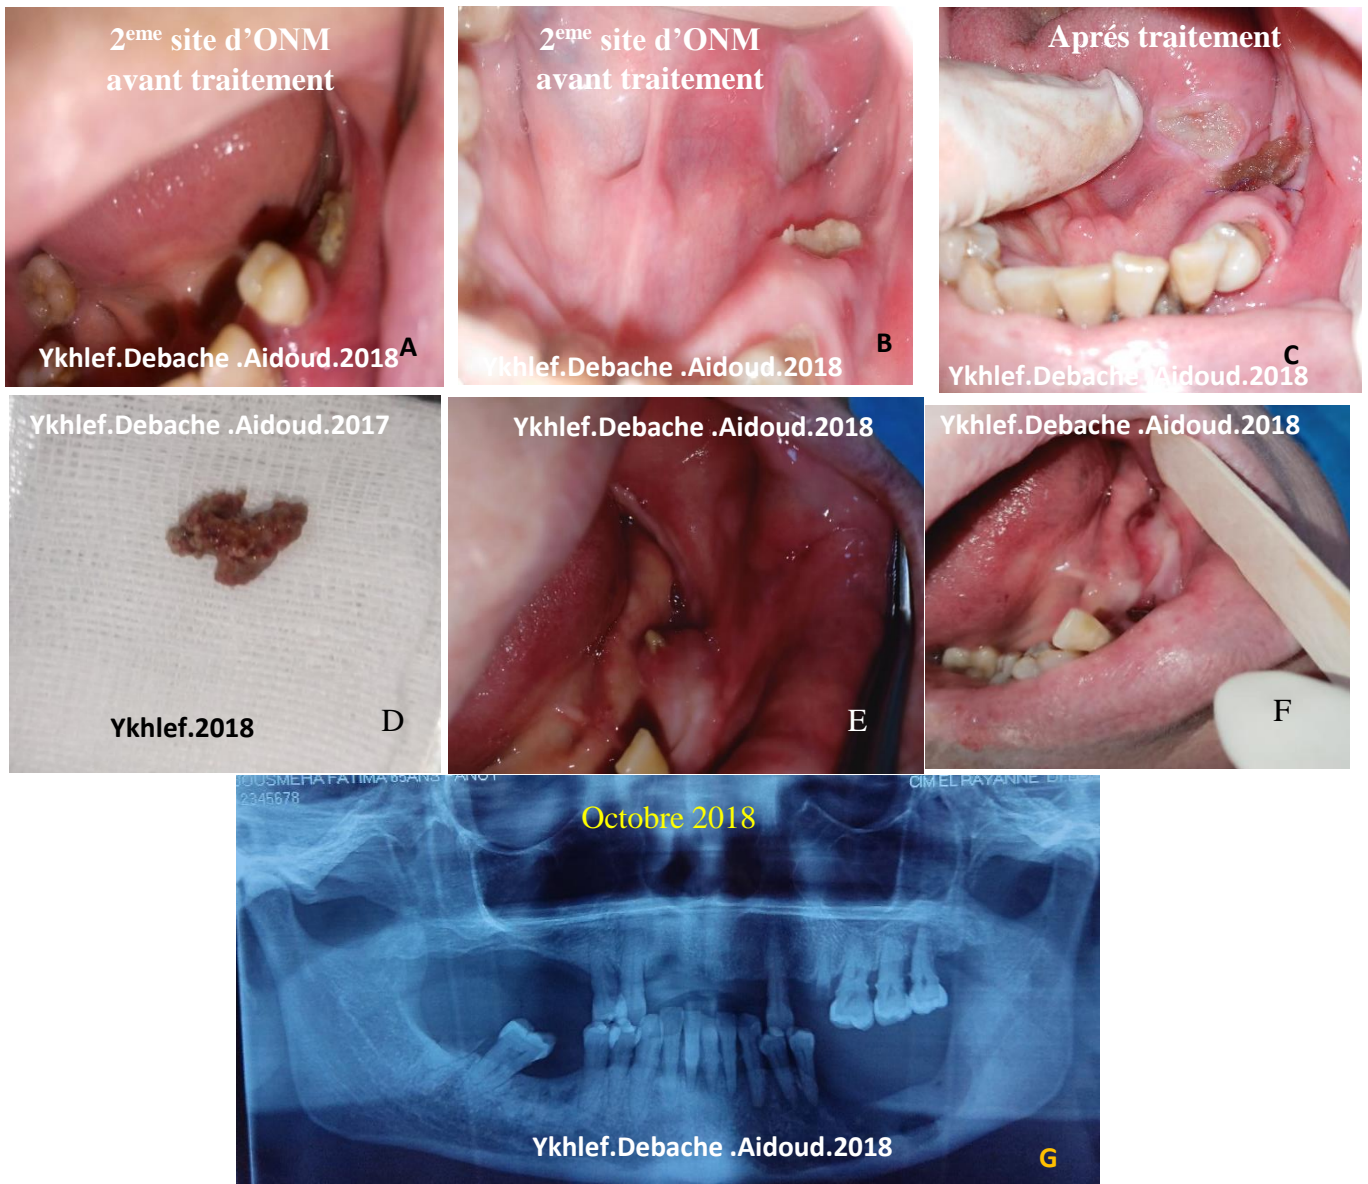 2eme site d’ONM
avant traitement
Ykhlef.Debache .Aidoud.2018
A
2eme site d’ONM
avant traitement
Ykhlef.Debache .Aidoud.2018
B
Aprés traitement
Ykhlef.Debache .Aidoud.2018
C
Ykhlef.Debache .Aidoud.2017
Ykhlef.2018
D
Ykhlef.Debache .Aidoud.2018
E
Ykhlef.Debache .Aidoud.2018
F
FATIMA
2345678
CIM EL RAYANNE
Octobre 2018
Ykhlef.Debache .Aidoud.2018
G